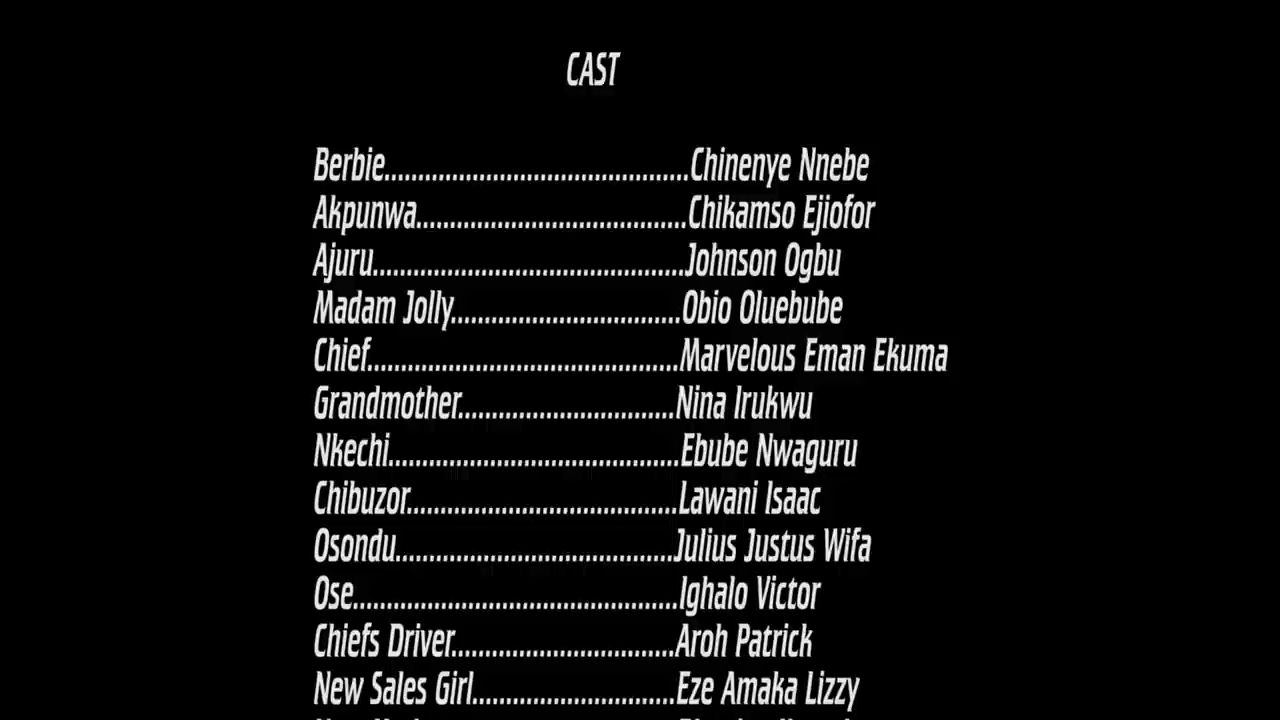 CAST
Berbie.............................................Chinenye Nnebe
Akpunwa........................................Chikamso Ejiofor
Ajuru..............................................Johnson Ogbu
Madam Jolly..................................Obio Oluebube
Chief..............................................Marvelous Eman Ekuma
Grandmother................................Nina Irukwu
Nkechi...........................................Ebube Nwaguru
Chibuzor........................................Lawani Isaac
Osondu.........................................Julius Justus Wifa
Ose................................................Ighalo Victor
Chiefs Driver.................................Aroh Patrick
New Sales Girl..............................Eze Amaka Lizzy